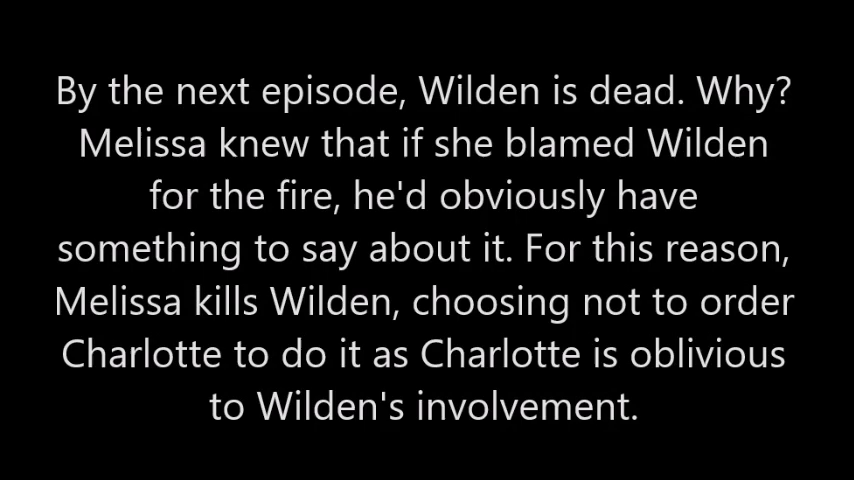 By the next episode, Wilden is dead. Why?
Melissa knew that if she blamed Wilden
for the fire, he'd obviously have
something to say about it. For this reason,
Melissa kills Wilden, choosing not to order
Charlotte to do it as Charlotte is oblivious
to Wilden's involvement.